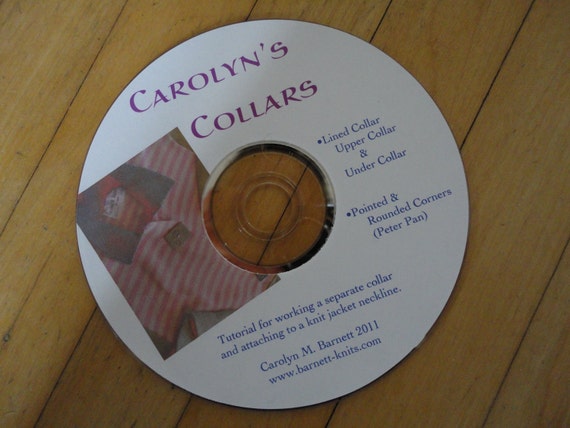 CAROLYN'S
COLLARS
•Lined Collar
Upper Collar
&
Under Collar
•Pointed &
Rounded Corners
(Peter Pan)
Tutorial for working a separate collar
and attaching to a knit jacket neckline.
Carolyn M. Barnett 2011
www.barnett-knits.com